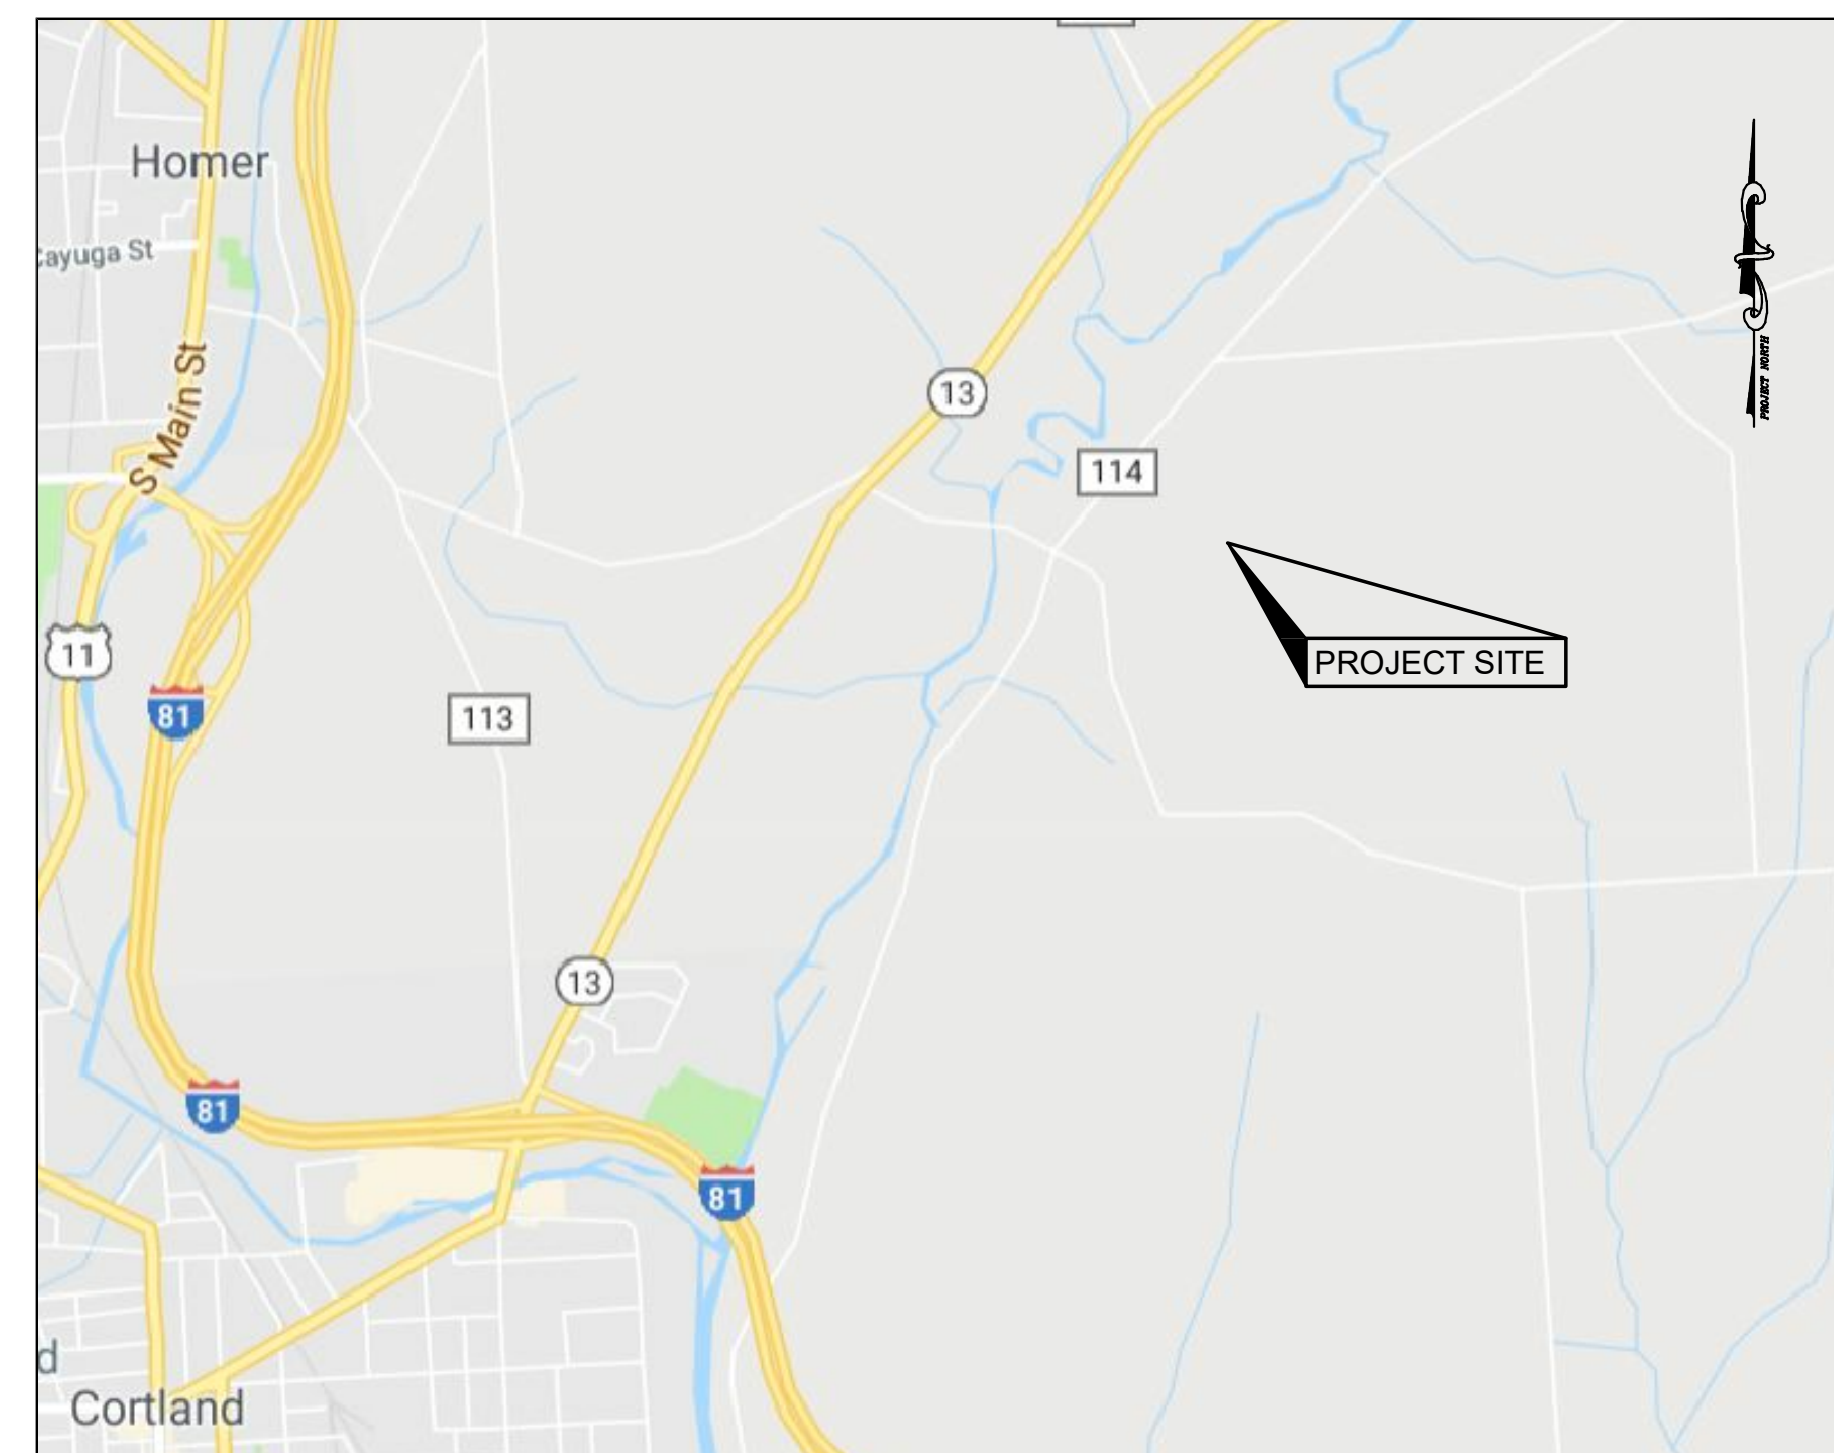 Homer
Cayuga St
S Main St
13
114
PROJECT NORTH
11
81
113
PROJECT SITE
13
81
81
d
Cortland